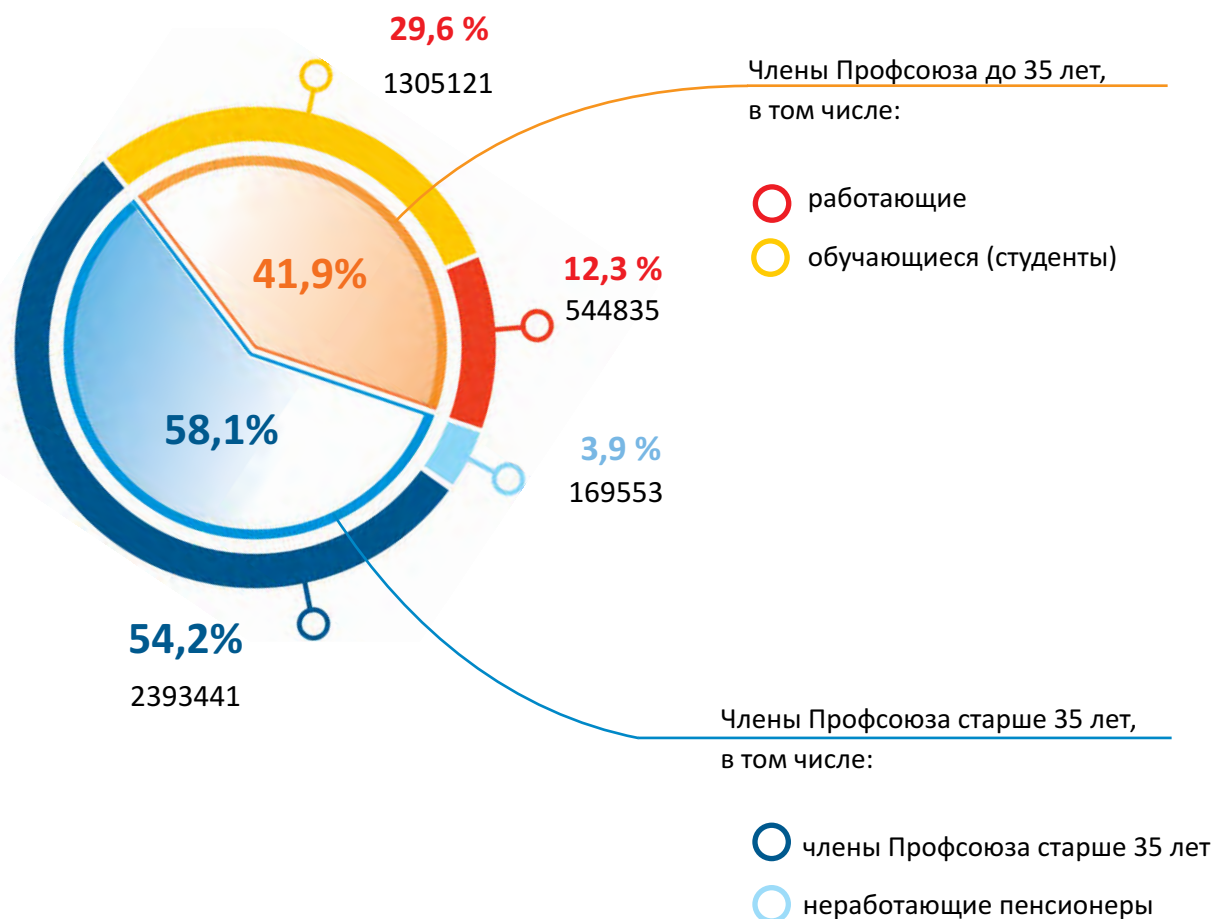 29,6 %
1305121
Члены Профсоюза до 35 лет,
в том числе:
работающие
обучающиеся (студенты)
41,9%
12,3 %
544835
58,1%
3,9 %
169553
54,2%
2393441
Члены Профсоюза старше 35 лет,
в том числе:
члены Профсоюза старше 35 лет
неработающие пенсионеры